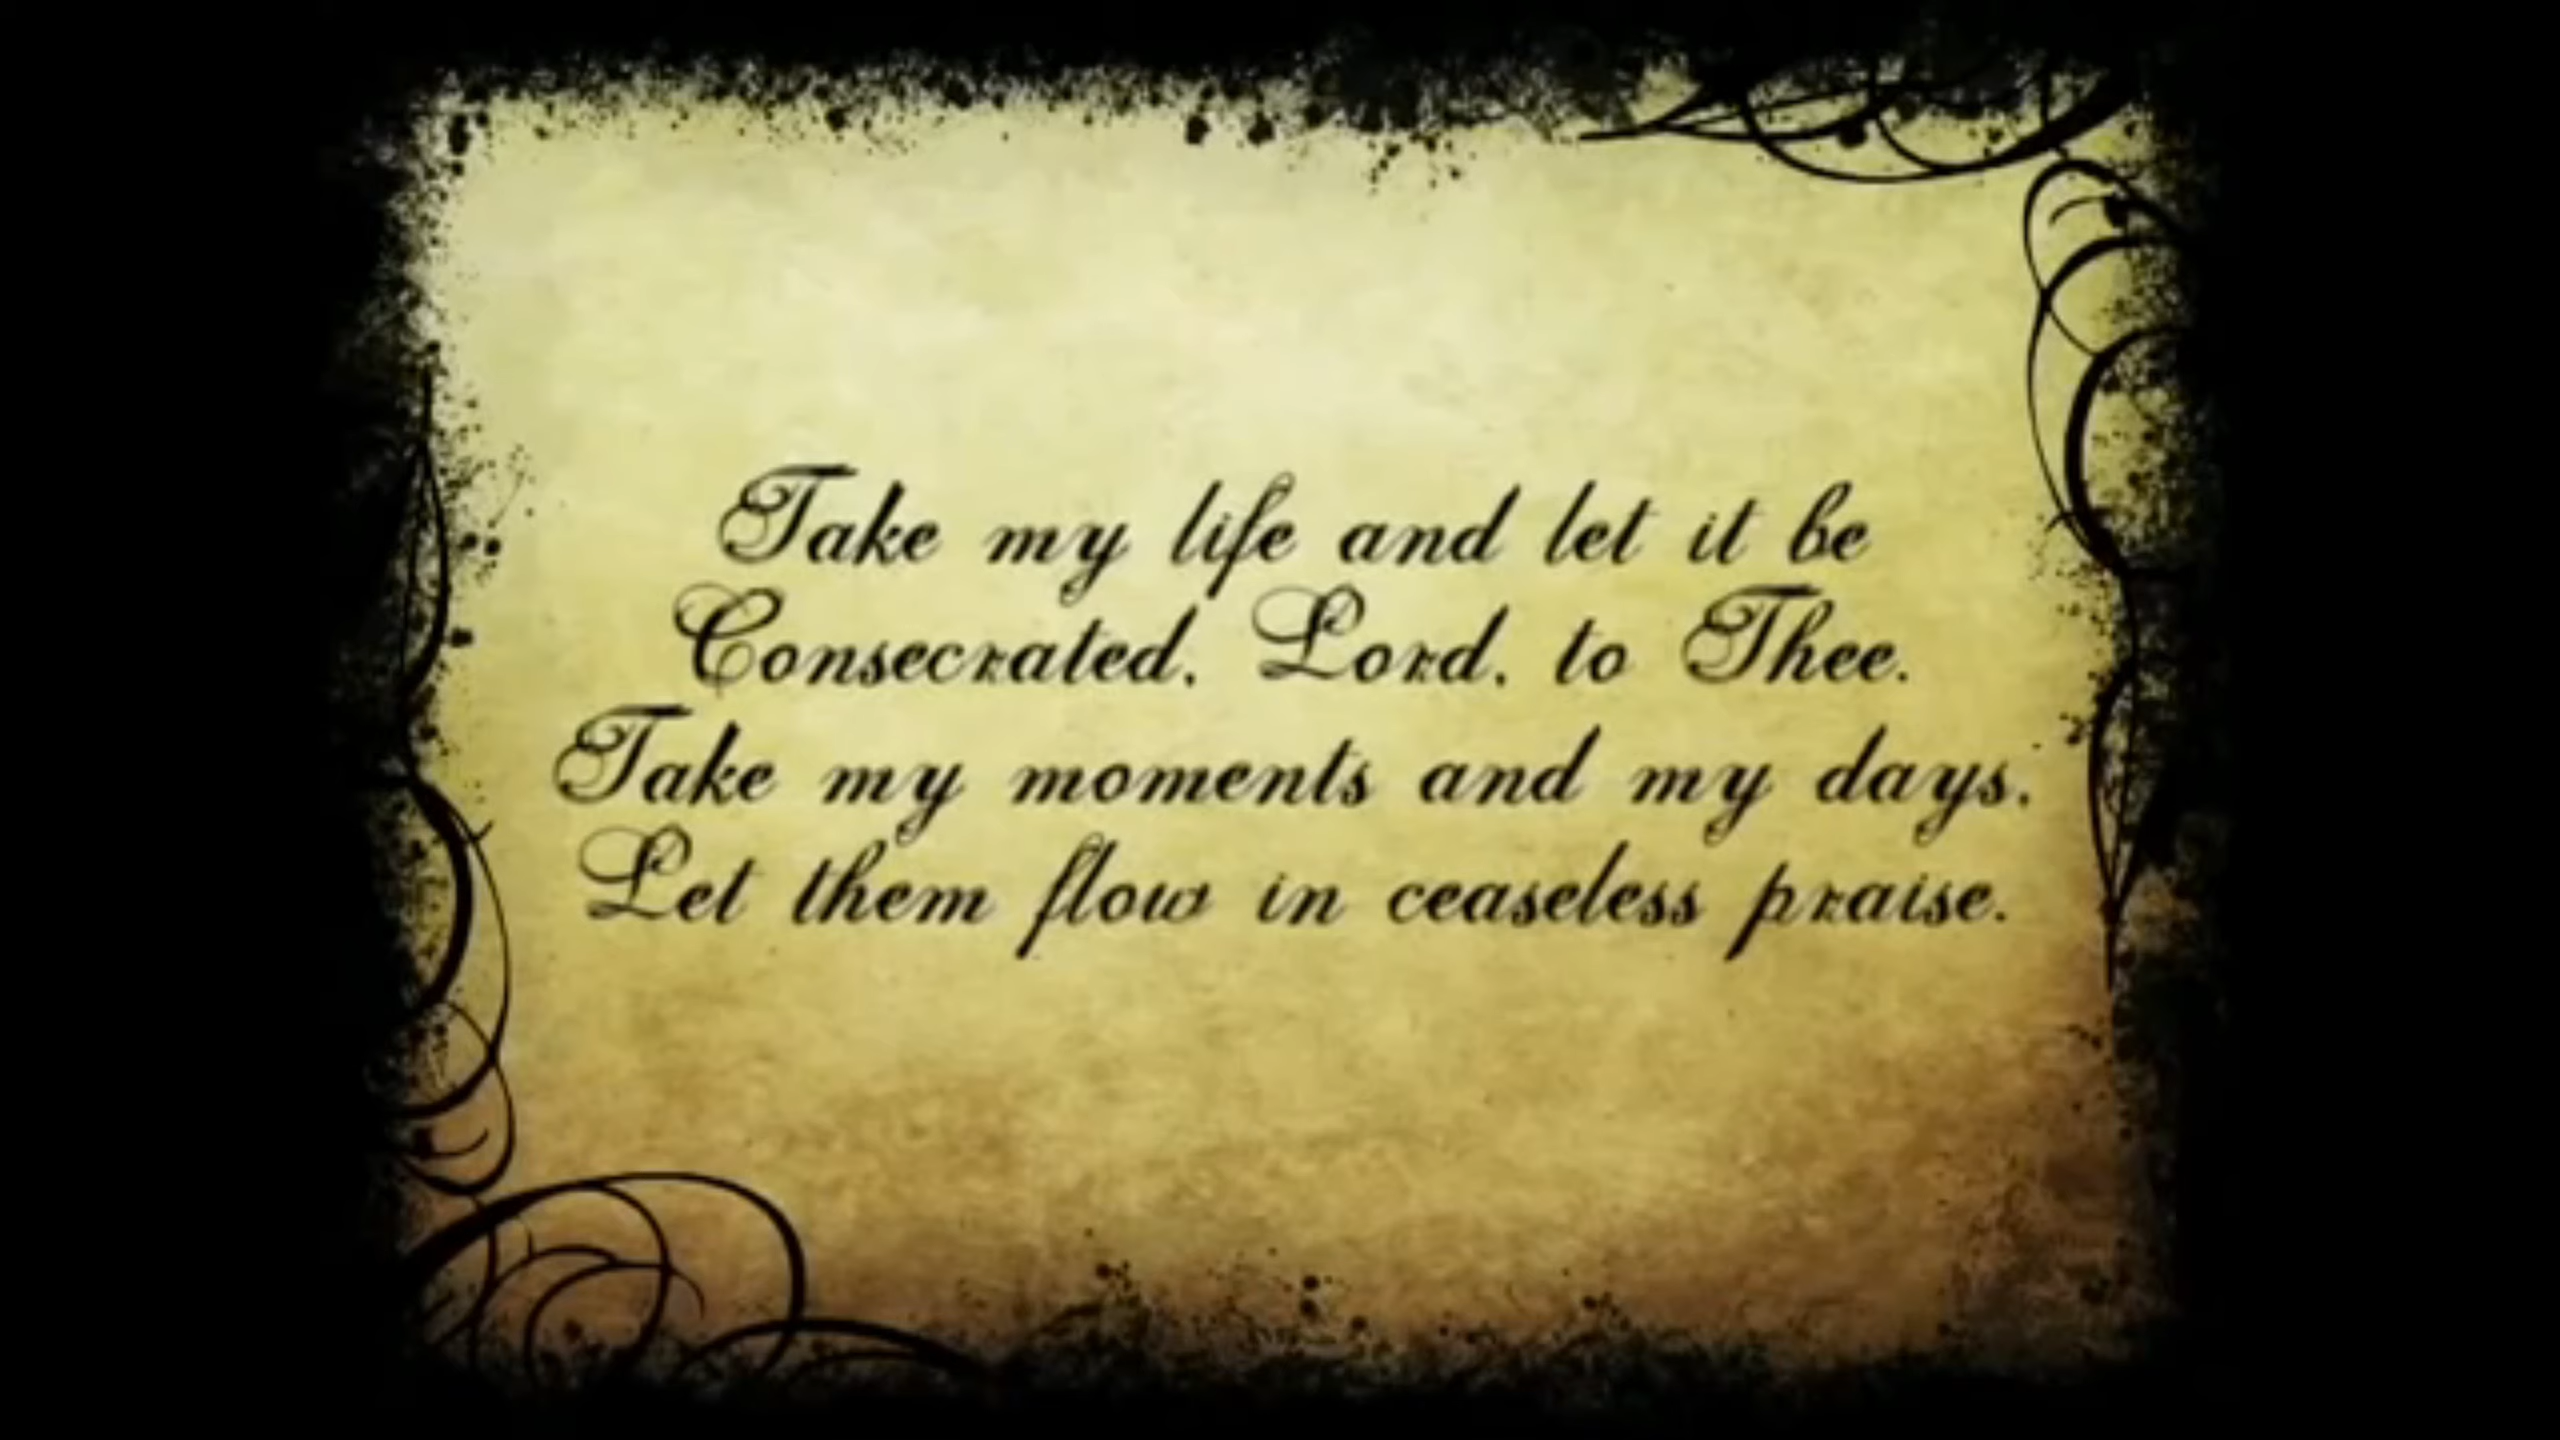 Take my life and let it be
Consecrated, Lord, to Thee.
Take my moments and my days,
Let them flow in ceaseless praise.